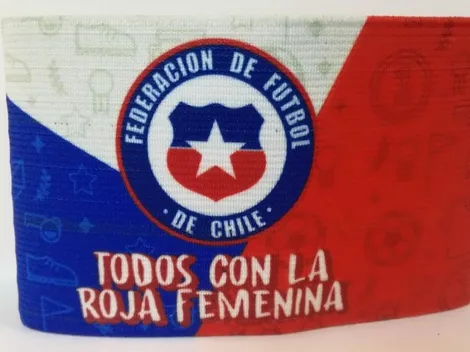 FEDERACION DE FUTBOL
· DE CHILE ·
TODOS CON LA
ROJA FEMENINA